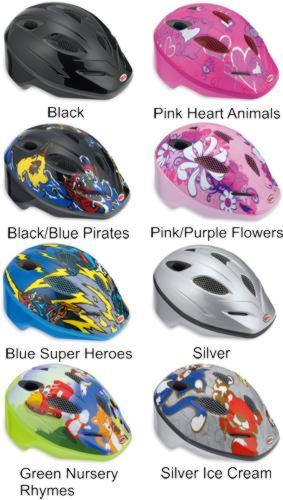 Black
Pink Heart Animals
Black/Blue Pirates
Pink/Purple Flowers
Blue Super Heroes
Silver
Green Nursery
Rhymes
Silver Ice Cream